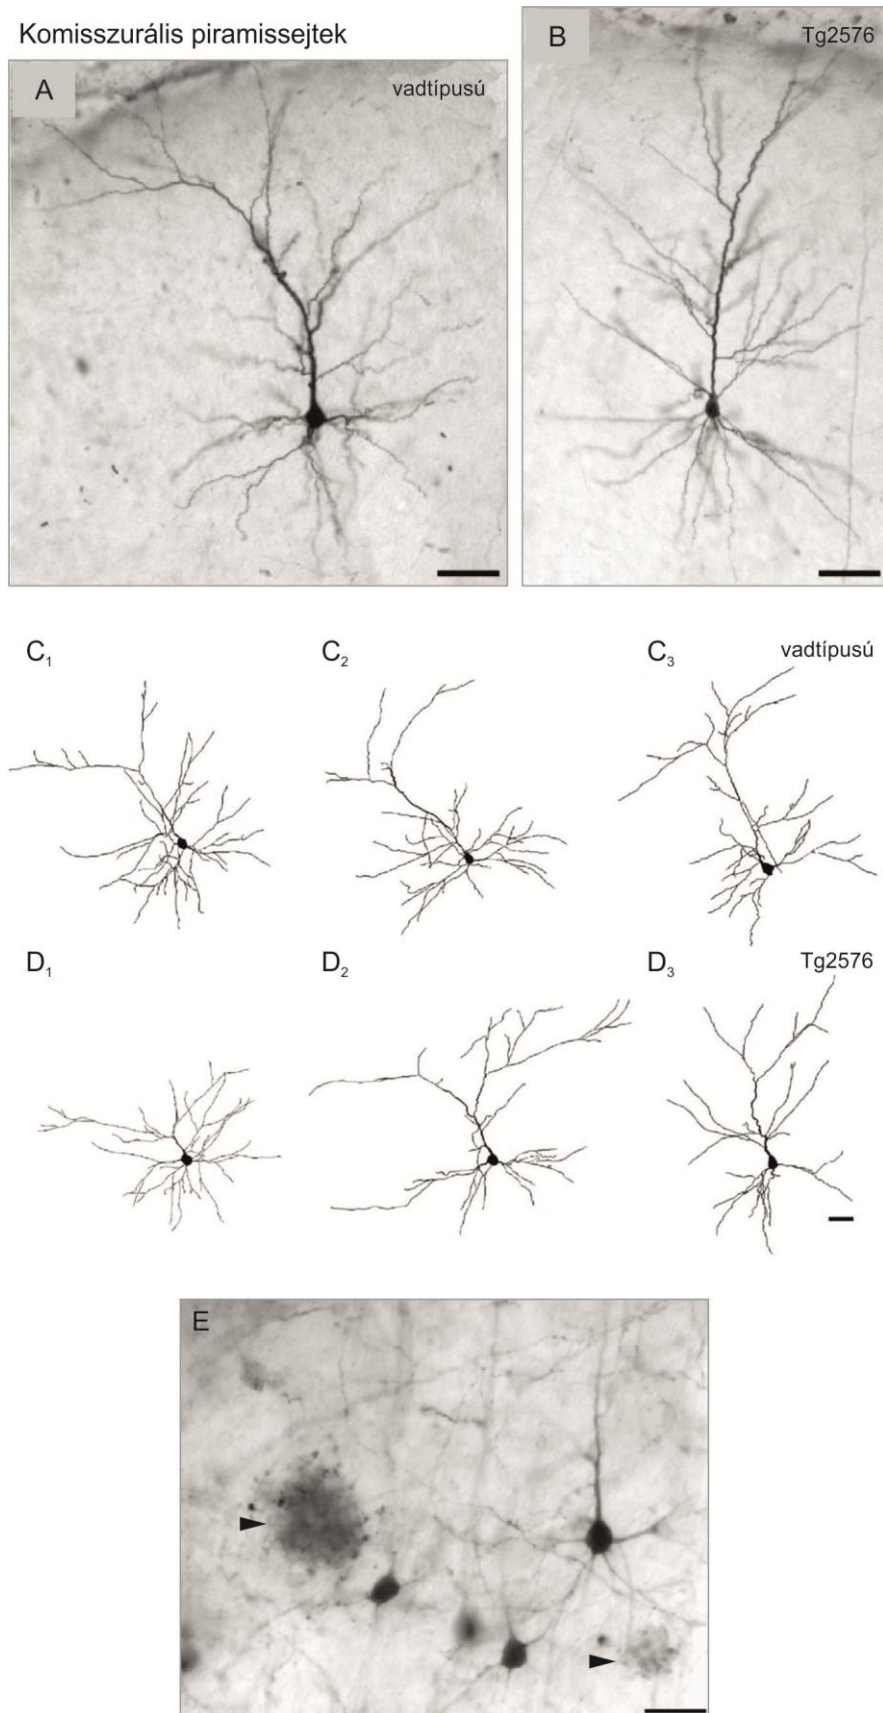 Komisszurális piramissejtek
A
vadtípusú
B
Tg2576
C₁
C₂
C₃
vadtípusú
D₁
D₂
D₃
Tg2576
E